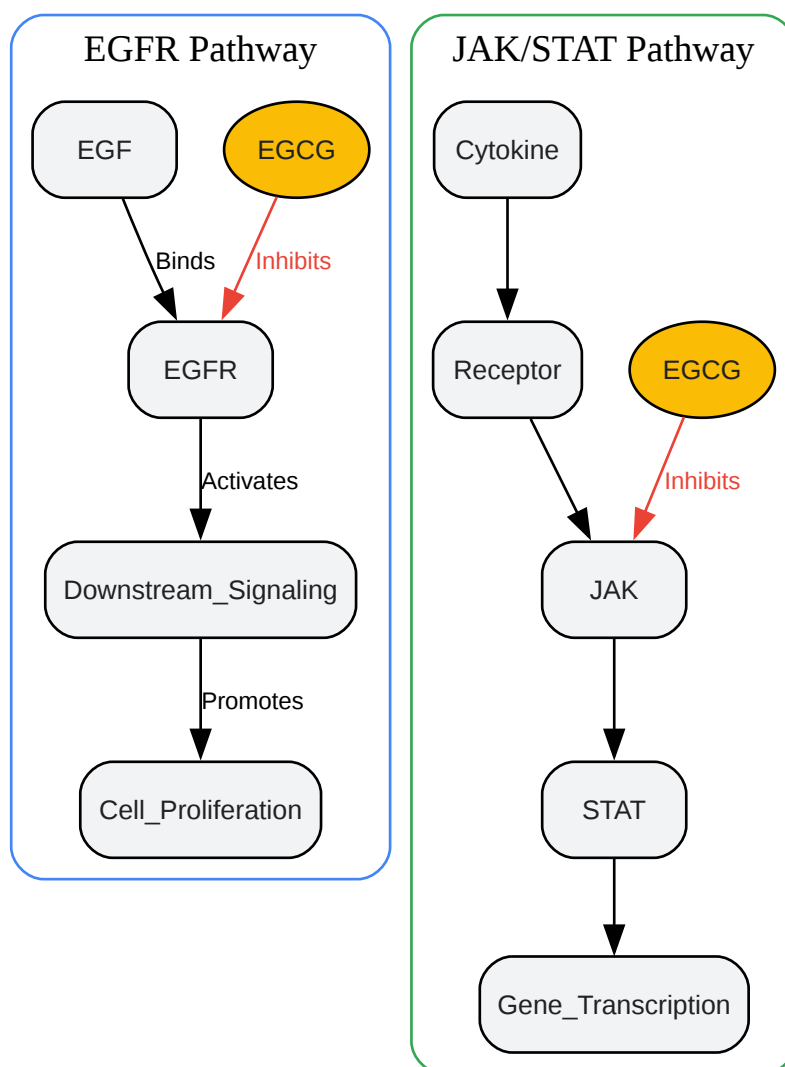 EGFR Pathway
EGF
EGCG
Binds
Inhibits
EGFR
Activates
Downstream_Signaling
Promotes
Cell_Proliferation
JAK/STAT Pathway
Cytokine
Receptor
EGCG
Inhibits
JAK
STAT
Gene_Transcription